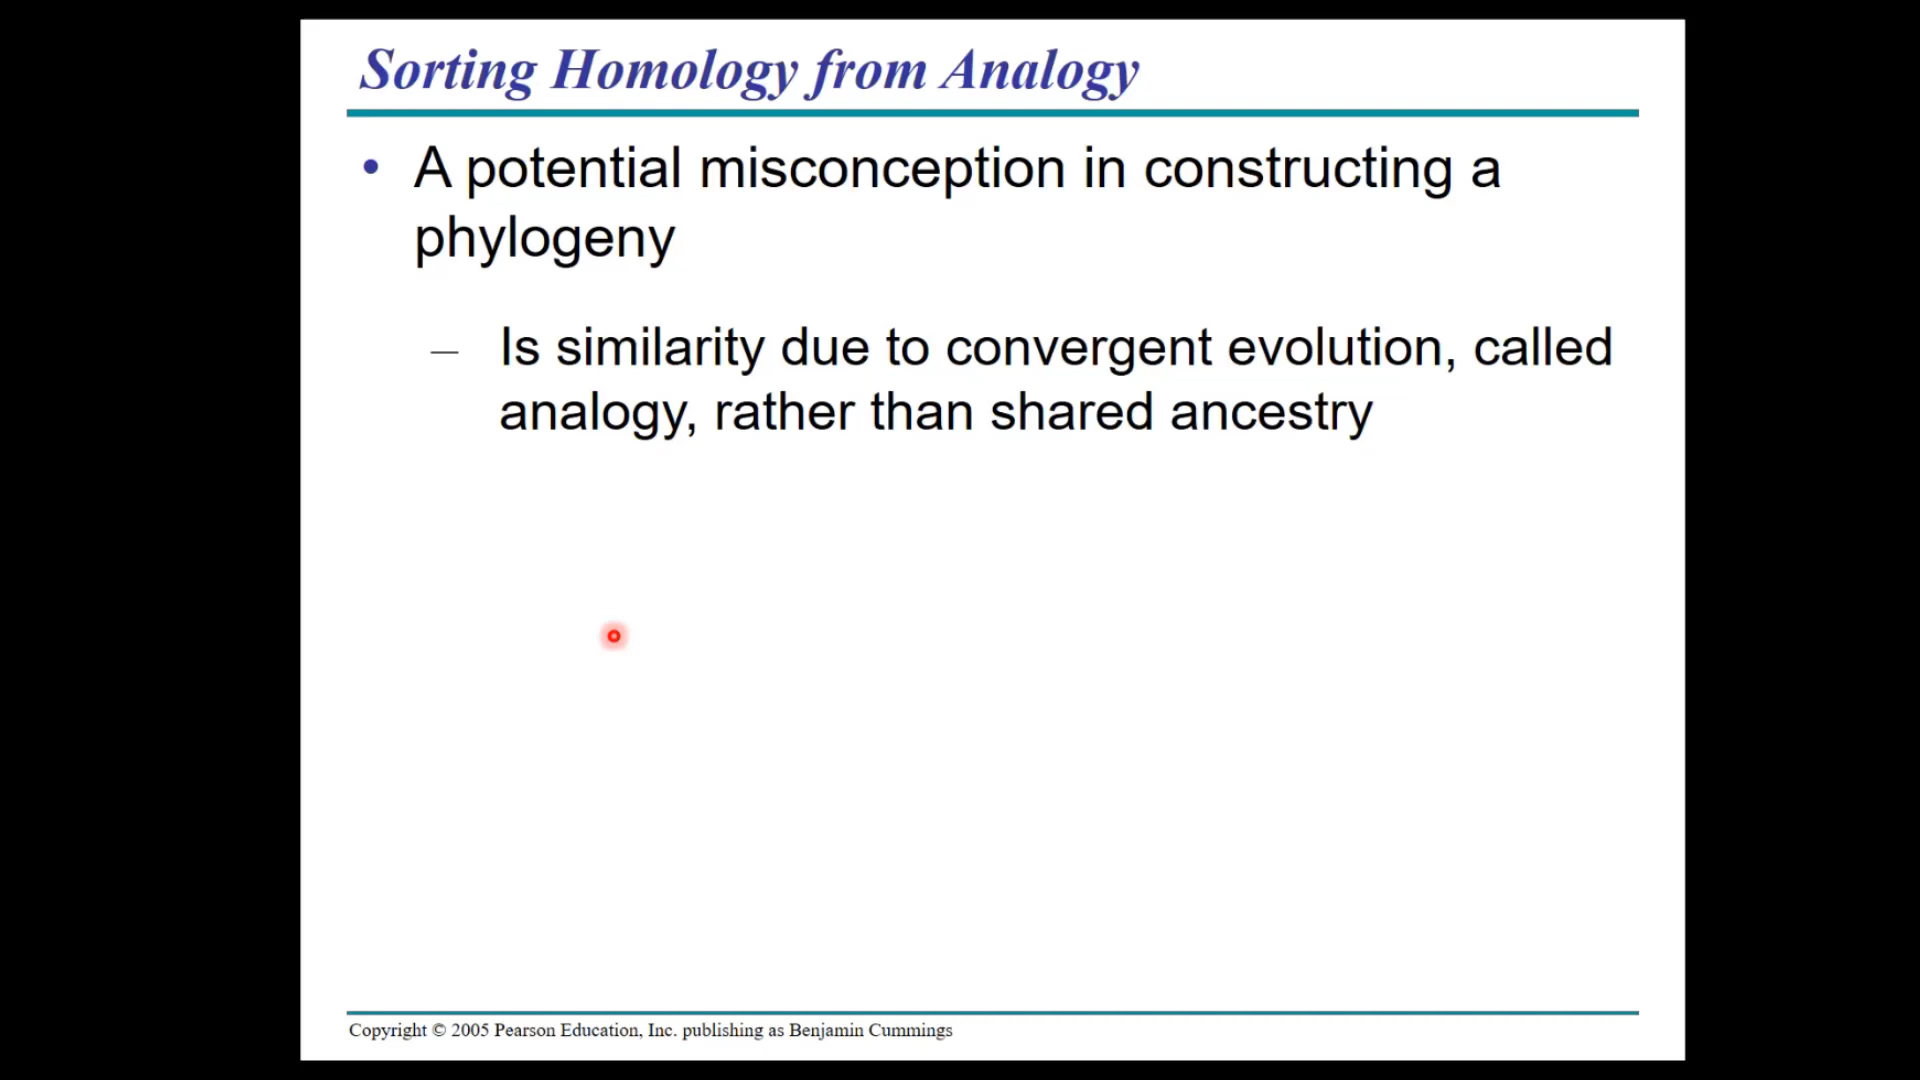 Sorting Homology from Analogy
• A potential misconception in constructing a
phylogeny
– Is similarity due to convergent evolution, called
analogy, rather than shared ancestry
Copyright © 2005 Pearson Education, Inc. publishing as Benjamin Cummings